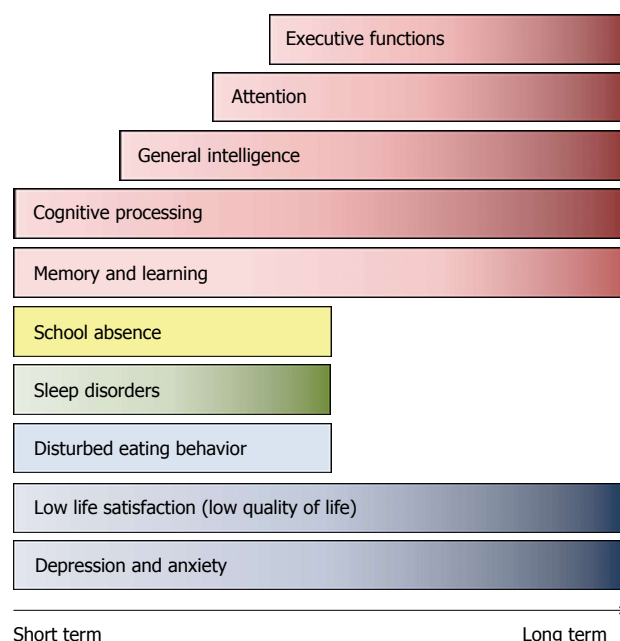 Executive functions
Attention
General intelligence
Cognitive processing
Memory and learning
School absence
Sleep disorders
Disturbed eating behavior
Low life satisfaction (low quality of life)
Depression and anxiety
Short term Long term